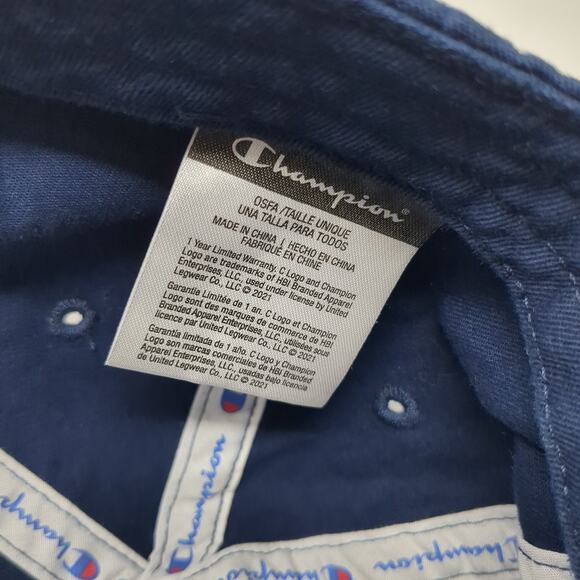 Champion®
OSFA /TAILLE UNIQUE
UNA TALLA PARA TODOS
MADE IN CHINA | HECHO EN CHINA
FABRIQUÉ EN CHINE
1 Year Limited Warranty. C Logo and Champion
Logo are trademarks of HBI Branded Apparel
Enterprises, LLC, used under license by United
Legwear Co., LLC © 2021
Garantie Limitée de 1 an. C Logo et Champion
Logo sont des marques de commerce de HBI
Branded Apparel Enterprises, LLC, utilisées sous
licence par United Legwear Co., LLC © 2021
Garantía limitada de 1 año. C Logo y Champion
Logo son marcas comerciales de HBI Branded
Apparel Enterprises, LLC, usadas bajo licencia
de United Legwear Co., LLC © 2021
Champion
Champion
Champio
Champion